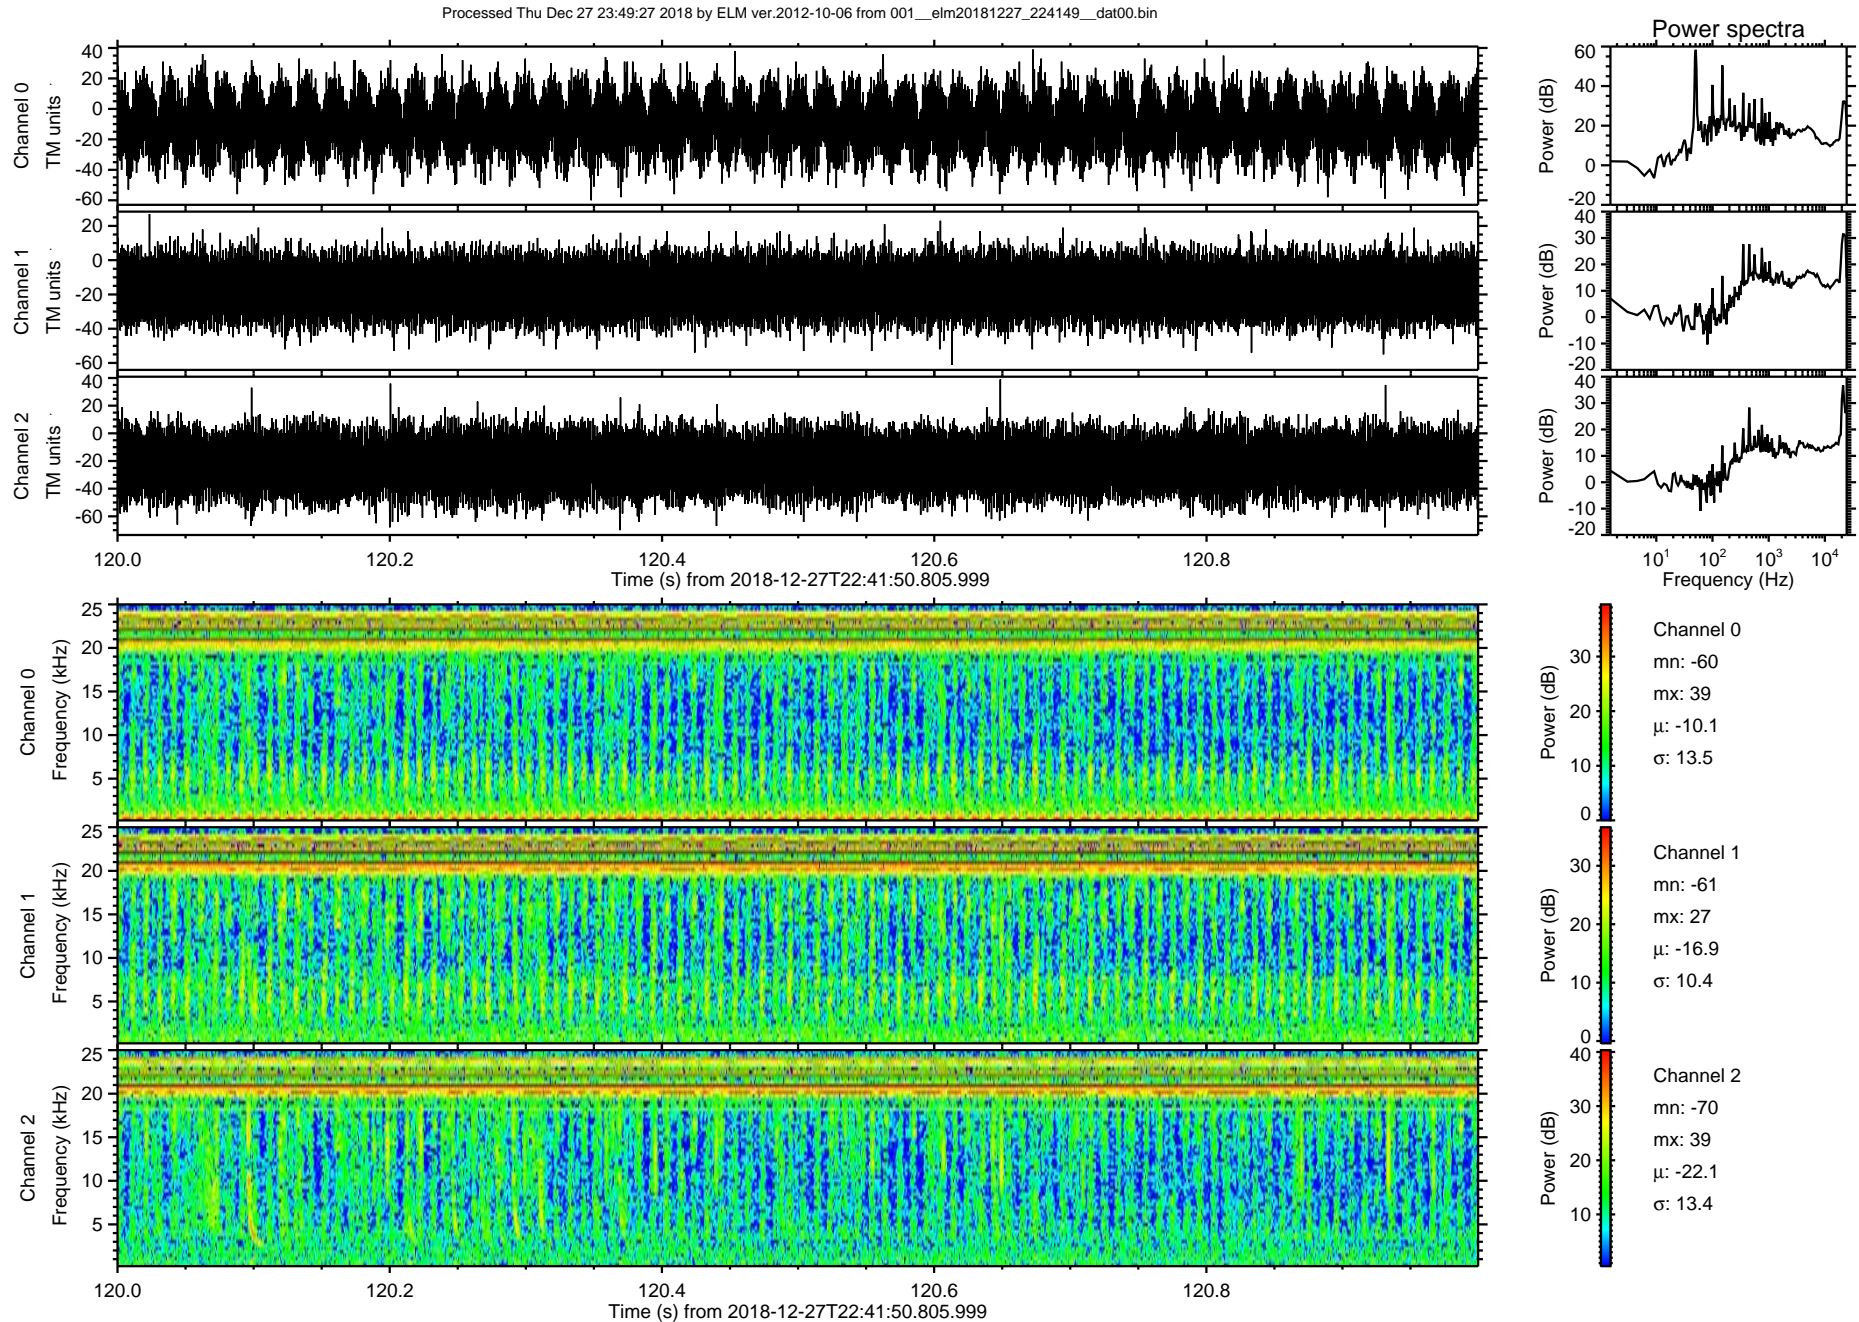 Processed Thu Dec 27 23:49:27 2018 by ELM ver.2012-10-06 from 001__elm20181227_224149__dat00.bin
Power spectra
Channel 0
TM units
40
20
0
-20
-40
-60
Power (dB)
60
40
20
0
-20
Channel 1
TM units
20
0
-20
-40
-60
Power (dB)
40
30
20
10
0
-10
-20
Channel 2
TM units
40
20
0
-20
-40
-60
Power (dB)
40
30
20
10
0
-10
-20
120.0 120.2 120.4 120.6 120.8
Time (s) from 2018-12-27T22:41:50.805.999
10^1 10^2 10^3 10^4
Frequency (Hz)
Channel 0
Frequency (kHz)
25
20
15
10
5
Power (dB)
30
20
10
0
Channel 0
mn: -60
mx: 39
μ: -10.1
σ: 13.5
Channel 1
Frequency (kHz)
25
20
15
10
5
Power (dB)
30
20
10
0
Channel 1
mn: -61
mx: 27
μ: -16.9
σ: 10.4
Channel 2
Frequency (kHz)
25
20
15
10
5
Power (dB)
40
30
20
10
Channel 2
mn: -70
mx: 39
μ: -22.1
σ: 13.4
120.0 120.2 120.4 120.6 120.8
Time (s) from 2018-12-27T22:41:50.805.999